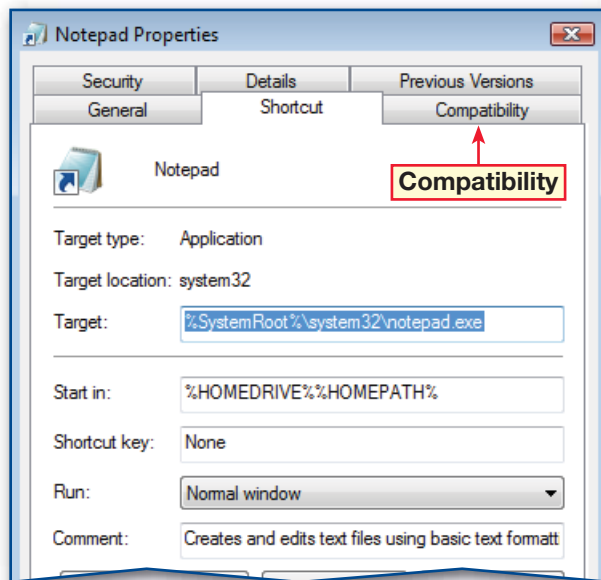 Notepad Properties
Security Details Previous Versions
General Shortcut Compatibility
Notepad
Compatibility
Target type: Application
Target location: system32
Target: %SystemRoot%\system32\notepad.exe
Start in: %HOMEDRIVE%%HOMEPATH%
Shortcut key: None
Run: Normal window
Comment: Creates and edits text files using basic text formatt